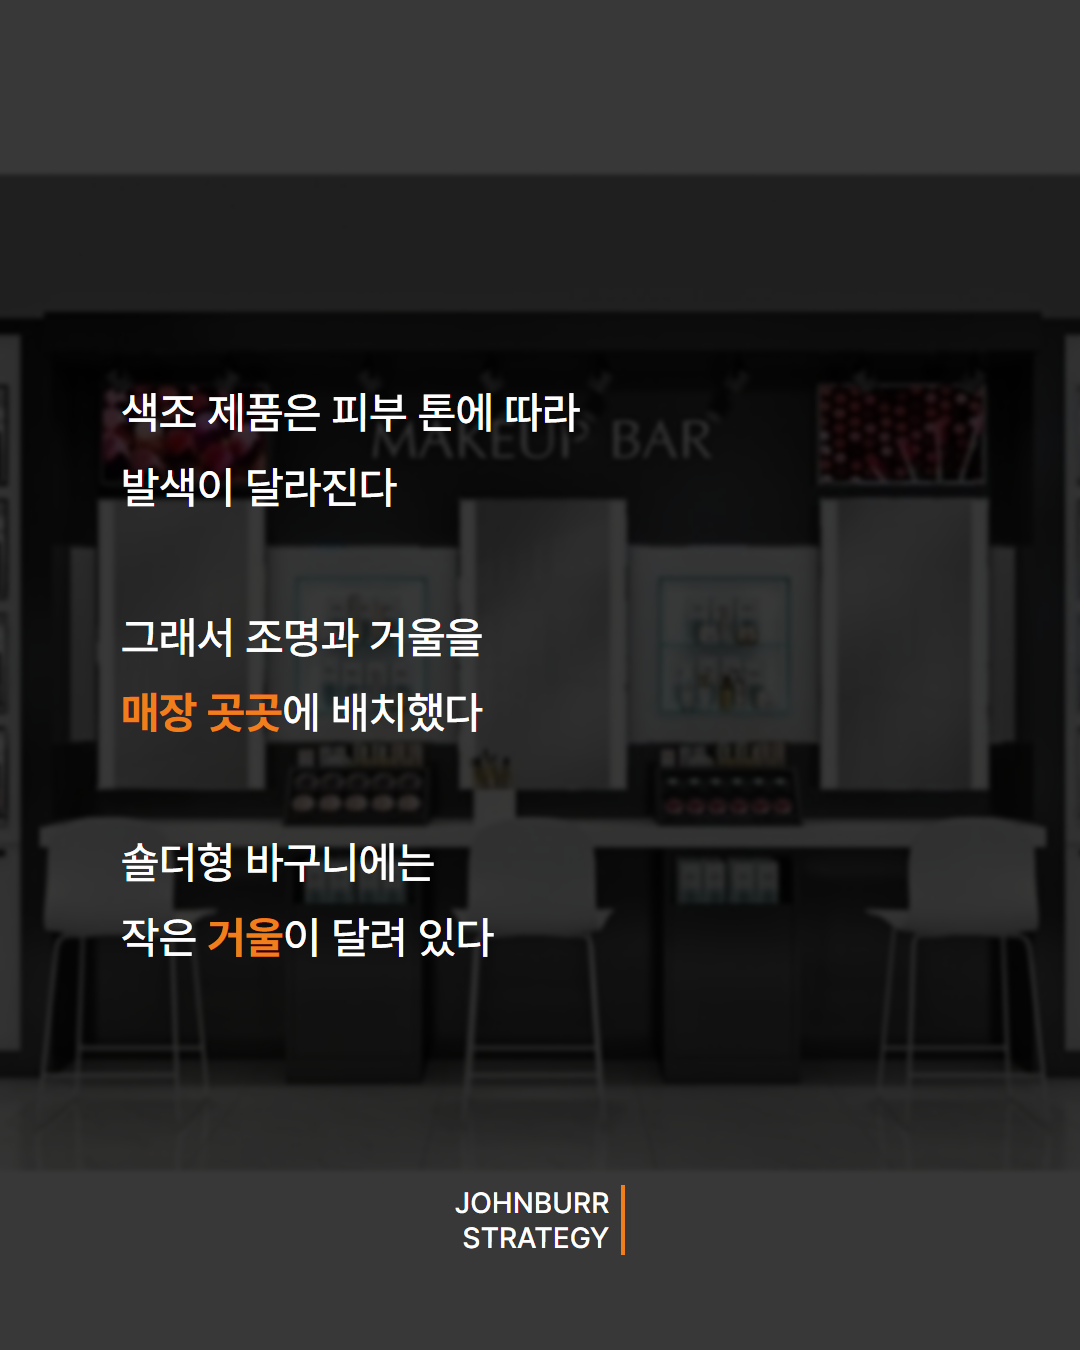 색조 제품은 피부 톤에 따라
MAKEUP BAR
발색이 달라진다
그래서 조명과 거울을
매장 곳곳에 배치했다
숄더형 바구니에는
작은 거울이 달려 있다
JOHNBURR
STRATEGY